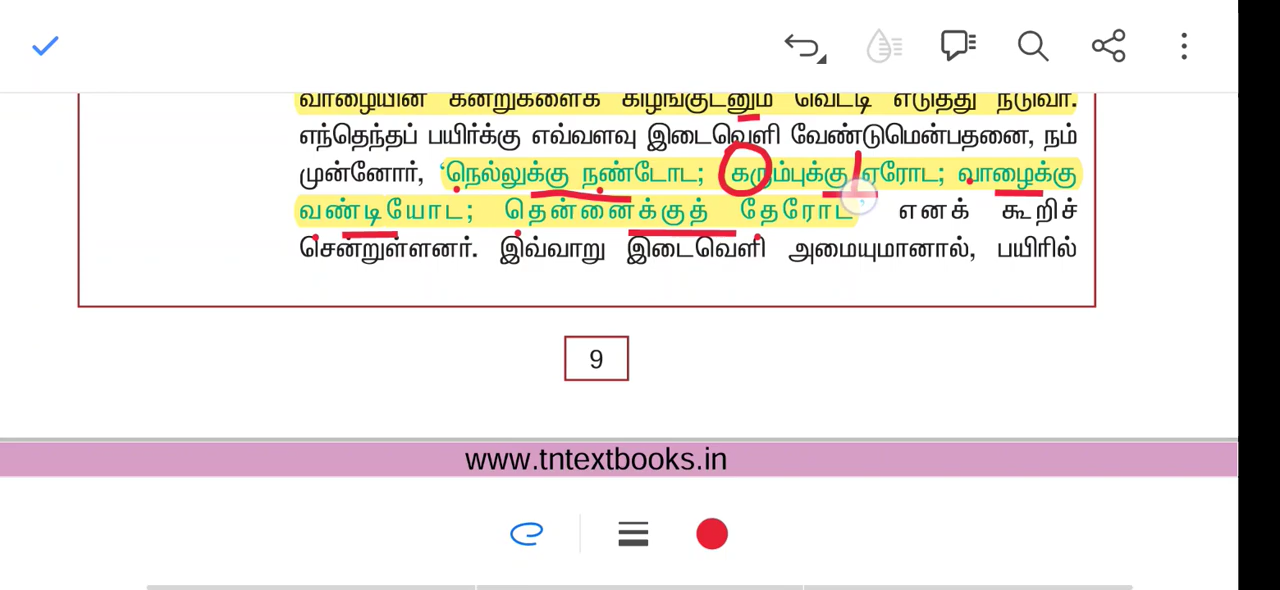 வாழையின் கன்றுகளைக் கிழங்குடனும் வெட்டி எடுத்து நடுவர்.
எந்தெந்தப் பயிர்க்கு எவ்வளவு இடைவெளி வேண்டுமென்பதனை, நம்
முன்னோர், ‘நெல்லுக்கு நண்டோட; கரும்புக்கு ஏரோட; வாழைக்கு
வண்டியோட; தென்னைக்குத் தேரோட’ எனக் கூறிச்
சென்றுள்ளனர். இவ்வாறு இடைவெளி அமையுமானால், பயிரில்
9
www.tntextbooks.in